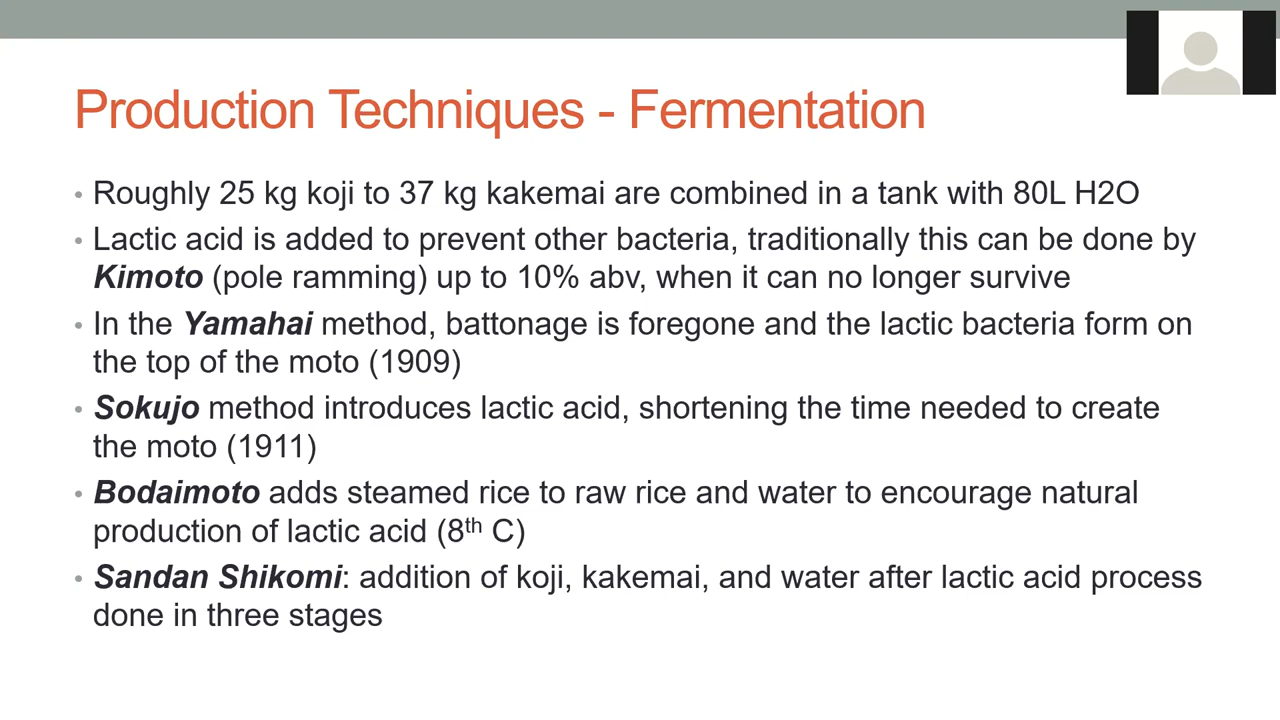 Production Techniques - Fermentation
• Roughly 25 kg koji to 37 kg kakemai are combined in a tank with 80L H2O
• Lactic acid is added to prevent other bacteria, traditionally this can be done by
Kimoto (pole ramming) up to 10% abv, when it can no longer survive
• In the Yamahai method, battonage is foregone and the lactic bacteria form on
the top of the moto (1909)
• Sokujo method introduces lactic acid, shortening the time needed to create
the moto (1911)
• Bodaimoto adds steamed rice to raw rice and water to encourage natural
production of lactic acid (8th C)
• Sandan Shikomi: addition of koji, kakemai, and water after lactic acid process
done in three stages